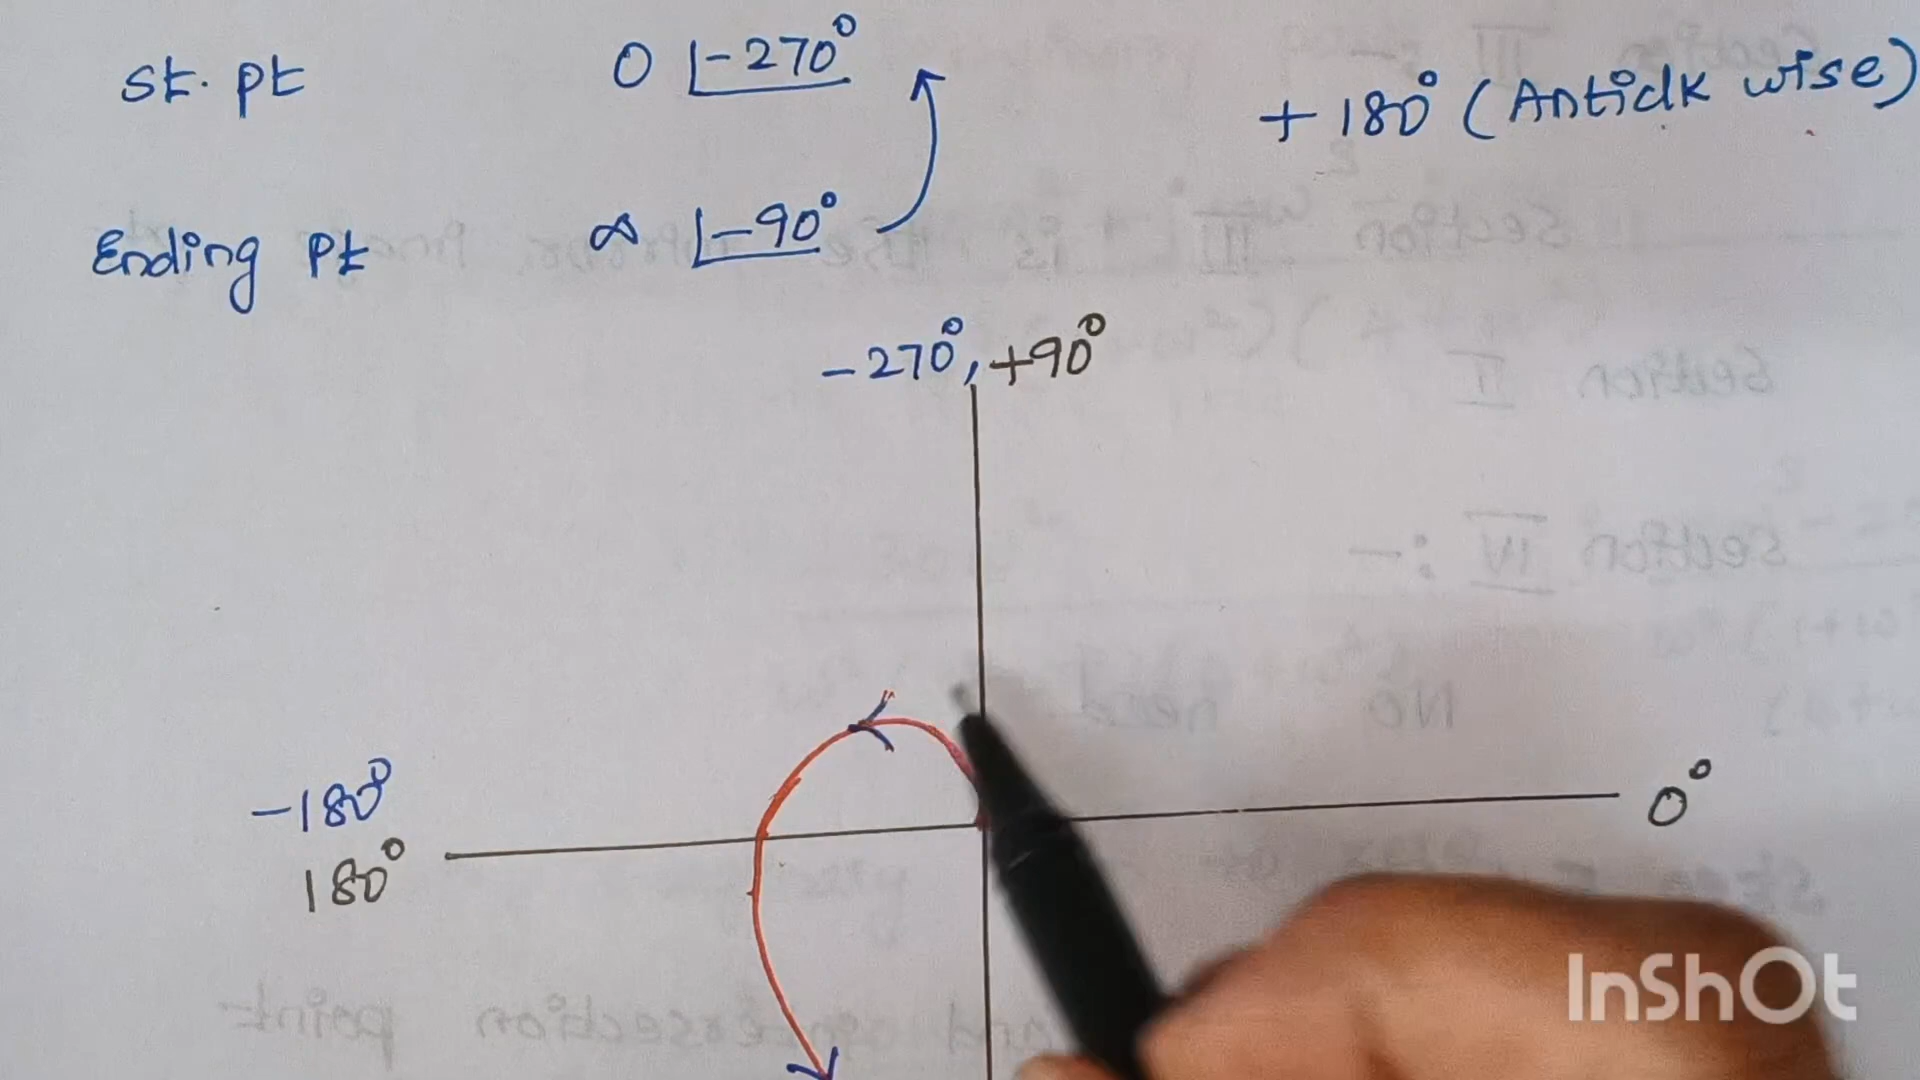 St. pt 0 ∠-270° +180° (Anticlk wise)
Ending Pt ∞ ∠-90°
-270°, +90°
-180°
180°
0°
InShOt